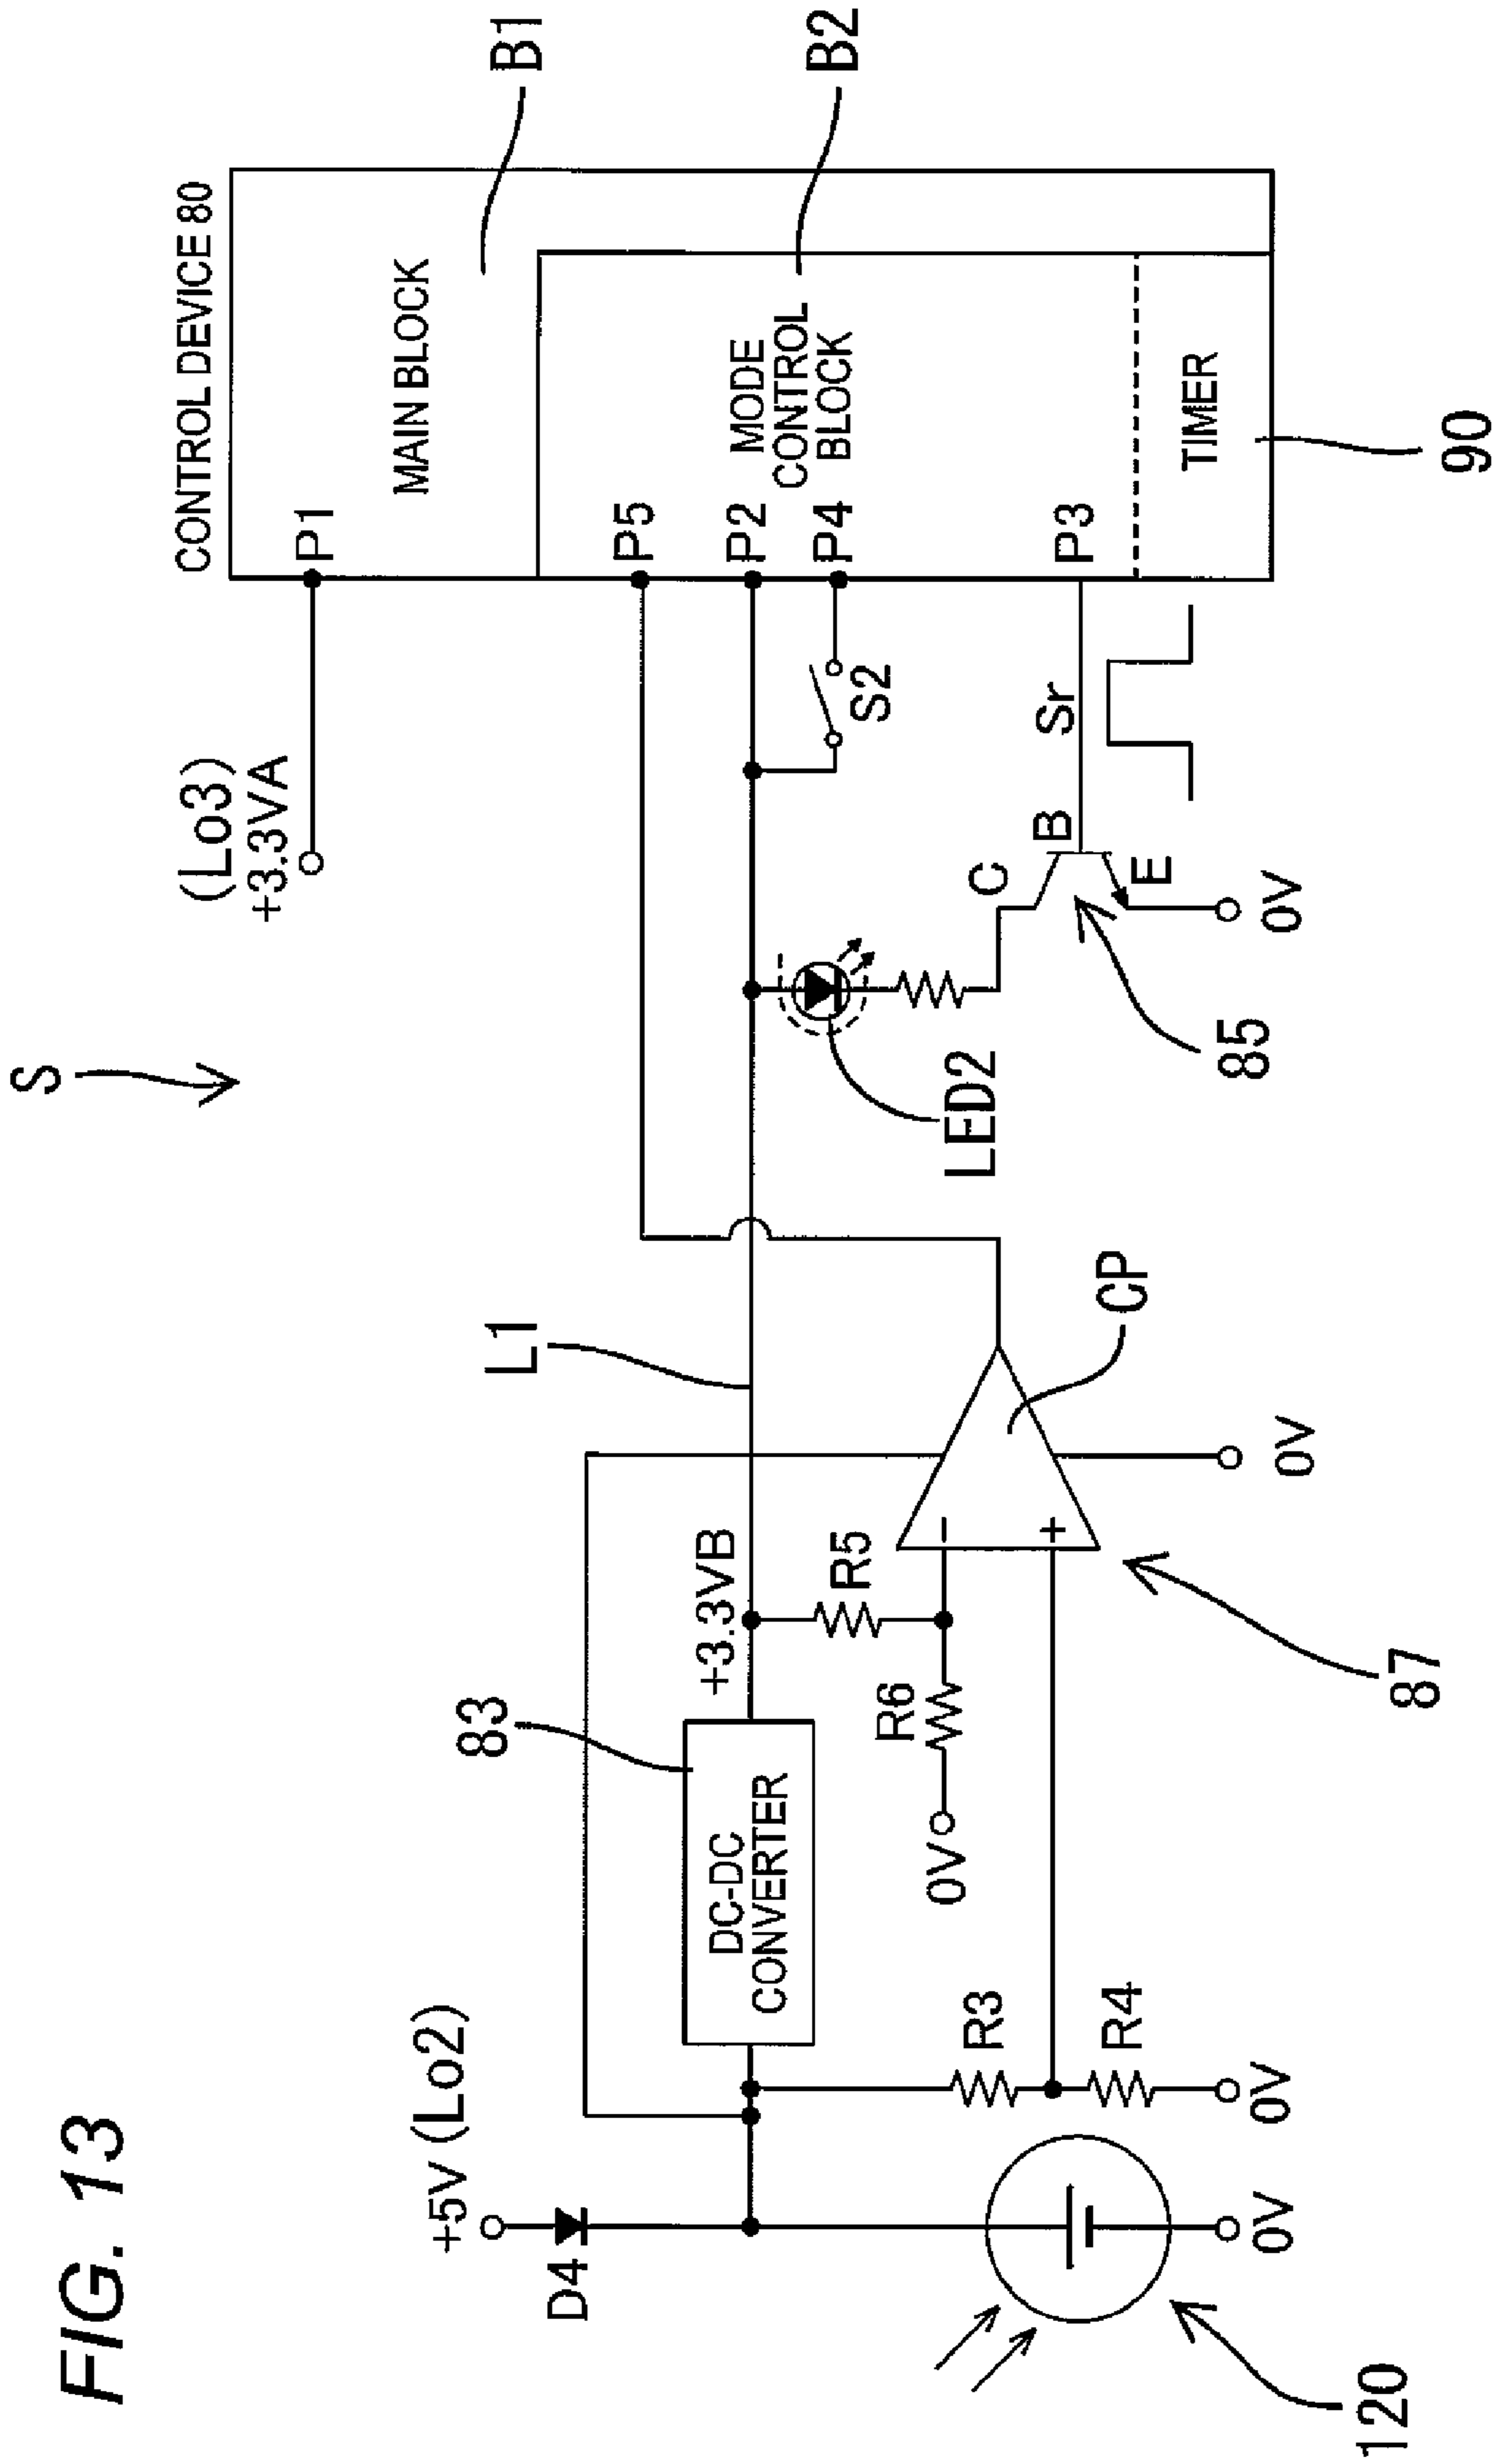 FIG. 13
S
CONTROL DEVICE 80
B1
MAIN BLOCK
P1
(Lo3)
+3.3VA
B2
MODE
CONTROL
BLOCK
P5
P2
P4
P3
TIMER
90
S2
Sr
B
C
E
0V
85
LED2
L1
CP
0V
87
+3.3VB
R5
R6
0V
83
DC-DC
CONVERTER
+5V (Lo2)
D4
R3
R4
0V
0V
120